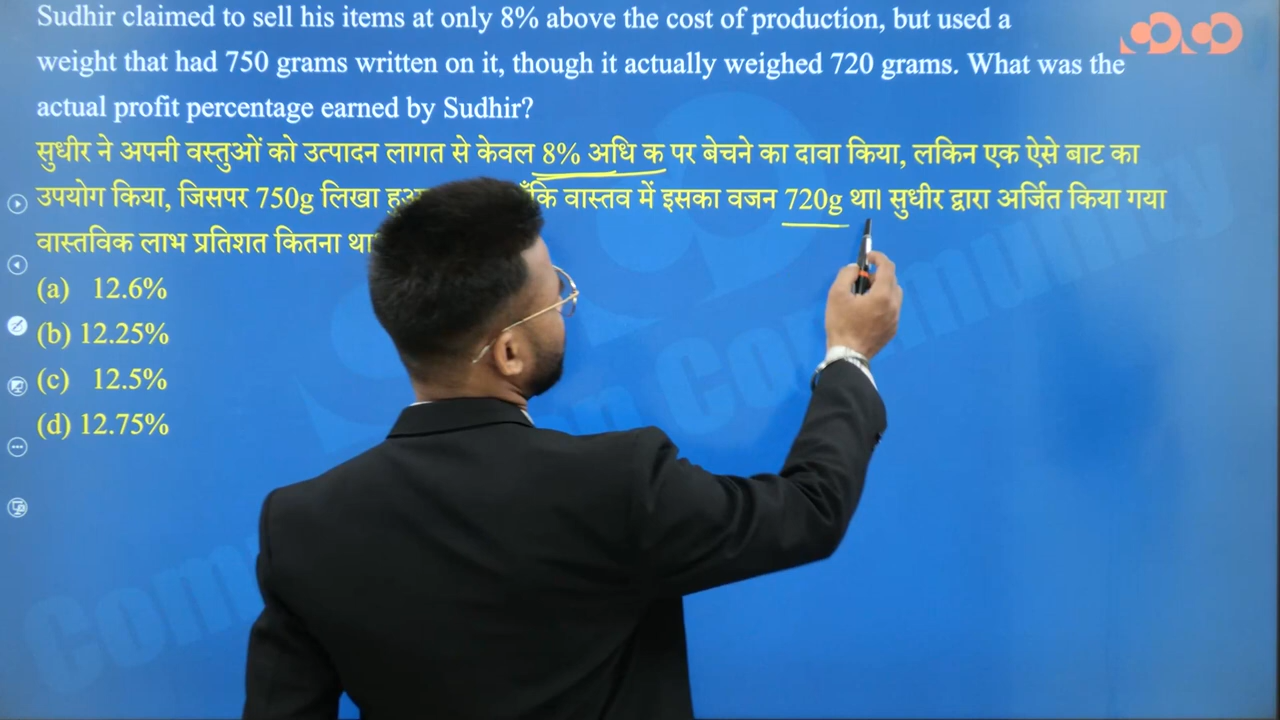 Sudhir claimed to sell his items at only 8% above the cost of production, but used a
weight that had 750 grams written on it, though it actually weighed 720 grams. What was the
actual profit percentage earned by Sudhir?
सुधीर ने अपनी वस्तुओं को उत्पादन लागत से केवल 8% अधि क पर बेचने का दावा किया, लकिन एक ऐसे बाट का
उपयोग किया, जिसपर 750g लिखा वास्तव में इसका वजन 720g था। सुधीर द्वारा अर्जित किया गया
वास्तविक लाभ प्रतिशत कितना था
(a) 12.6%
(b) 12.25%
(c) 12.5%
(d) 12.75%
Community